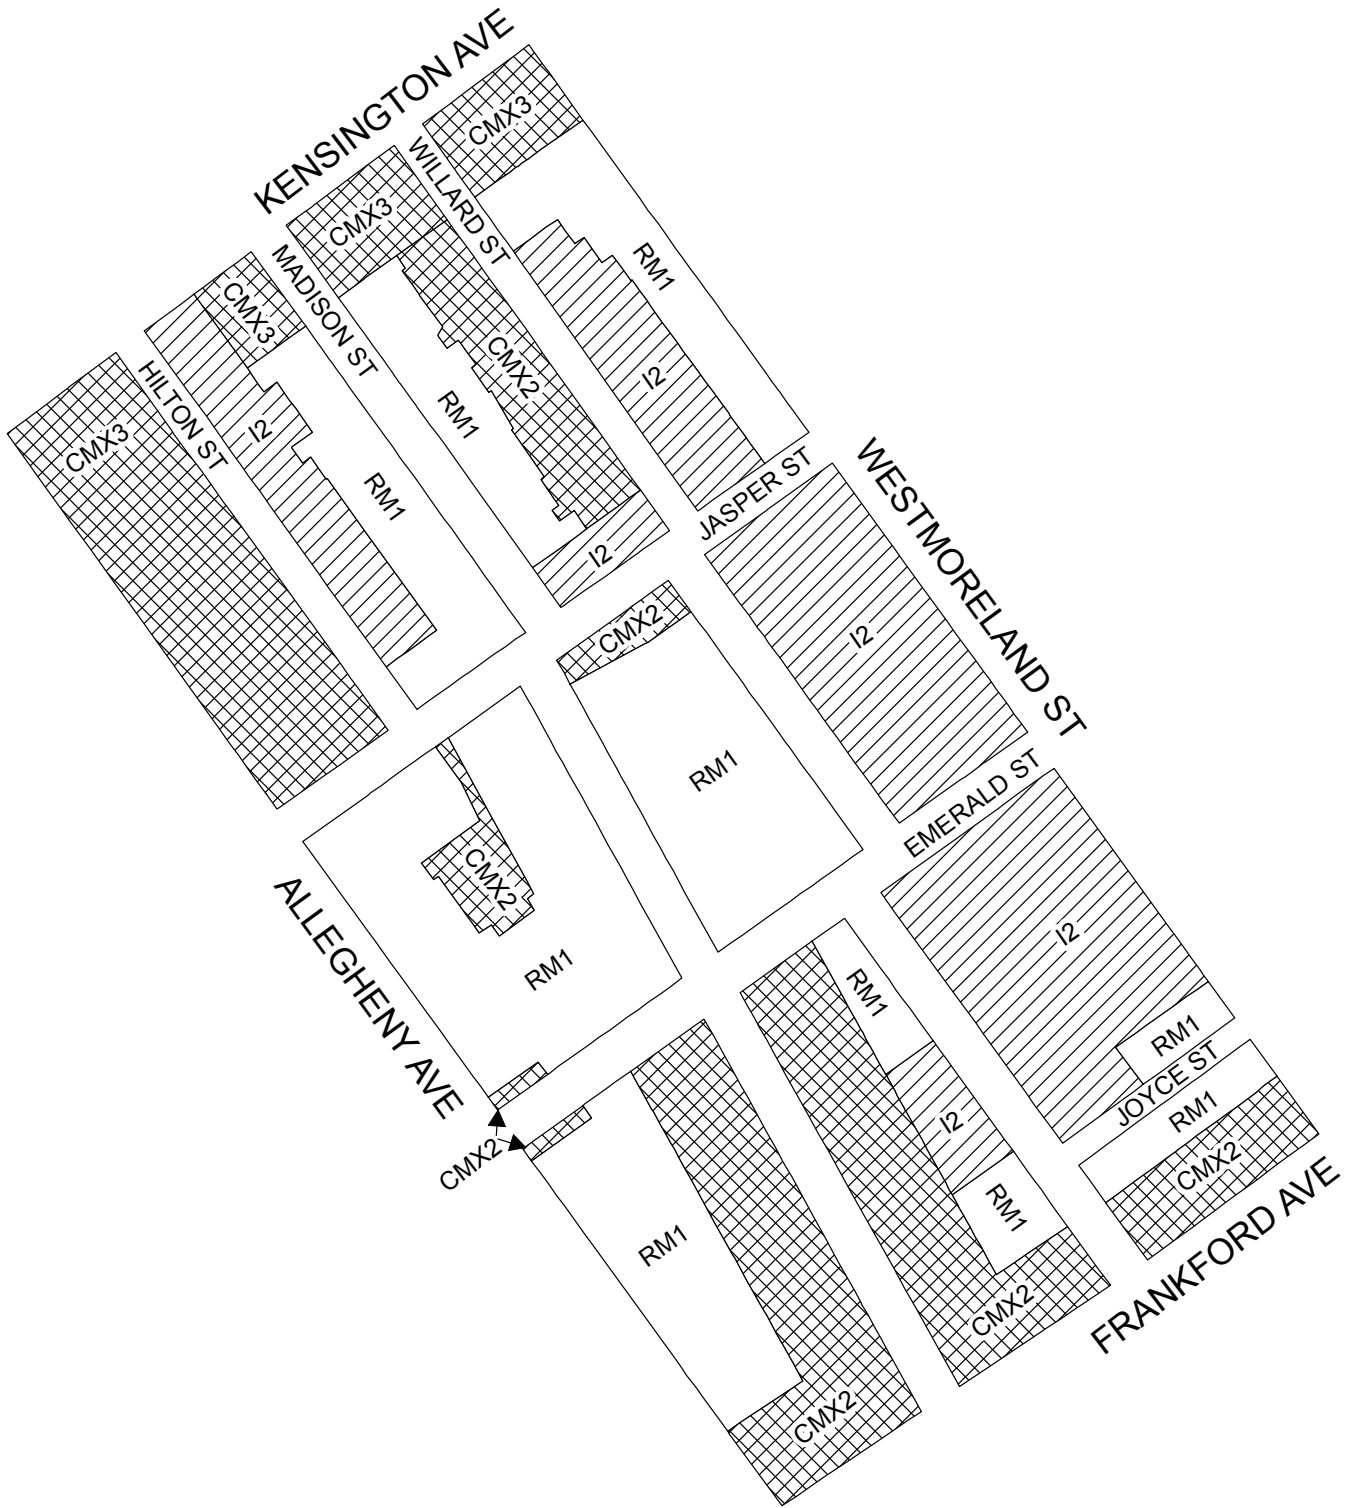 KENSINGTON AVE
CMX3
WILLARD ST
CMX3
RM1
MADISON ST
CMX3
CMX2
I2
RM1
HILTON ST
I2
CMX3
RM1
JASPER ST
WESTMORELAND ST
I2
CMX2
I2
RM1
EMERALD ST
CMX2
ALLEGHENY AVE
I2
RM1
RM1
RM1
JOYCE ST
RM1
I2
CMX2
CMX2
RM1
RM1
FRANKFORD AVE
CMX2
CMX2